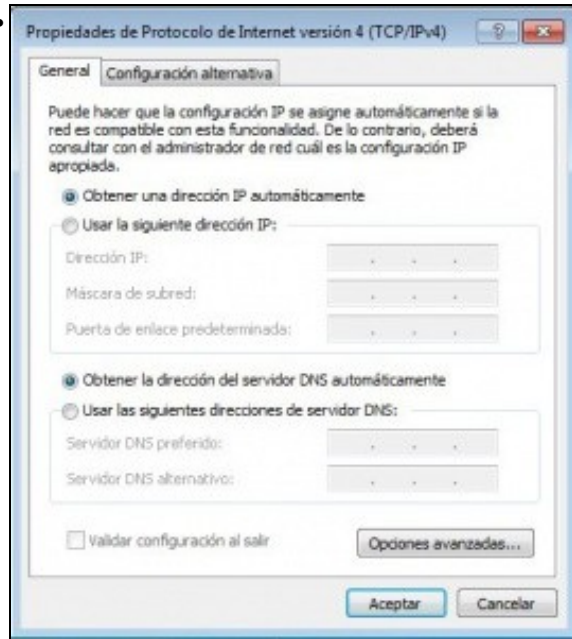 Propiedades de Protocolo de Internet versión 4 (TCP/IPv4)
General
Configuración alternativa
Puede hacer que la configuración IP se asigne automáticamente si la
red es compatible con esta funcionalidad. De lo contrario, deberá
consultar con el administrador de red cuál es la configuración IP
apropiada.
Obtener una dirección IP automáticamente
Usar la siguiente dirección IP:
Dirección IP:
Máscara de subred:
Puerta de enlace predeterminada:
Obtener la dirección del servidor DNS automáticamente
Usar las siguientes direcciones de servidor DNS:
Servidor DNS preferido:
Servidor DNS alternativo:
Validar configuración al salir
Opciones avanzadas...
Aceptar
Cancelar